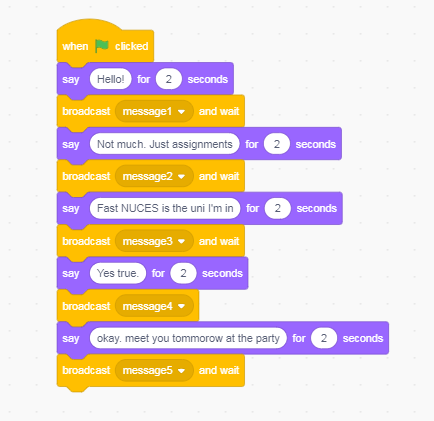 when clicked
say Hello! for 2 seconds
broadcast message1 and wait
say Not much. Just assignments for 2 seconds
broadcast message2 and wait
say Fast NUCES is the uni I'm in for 2 seconds
broadcast message3 and wait
say Yes true. for 2 seconds
broadcast message4
say okay. meet you tommorow at the party for 2 seconds
broadcast message5 and wait